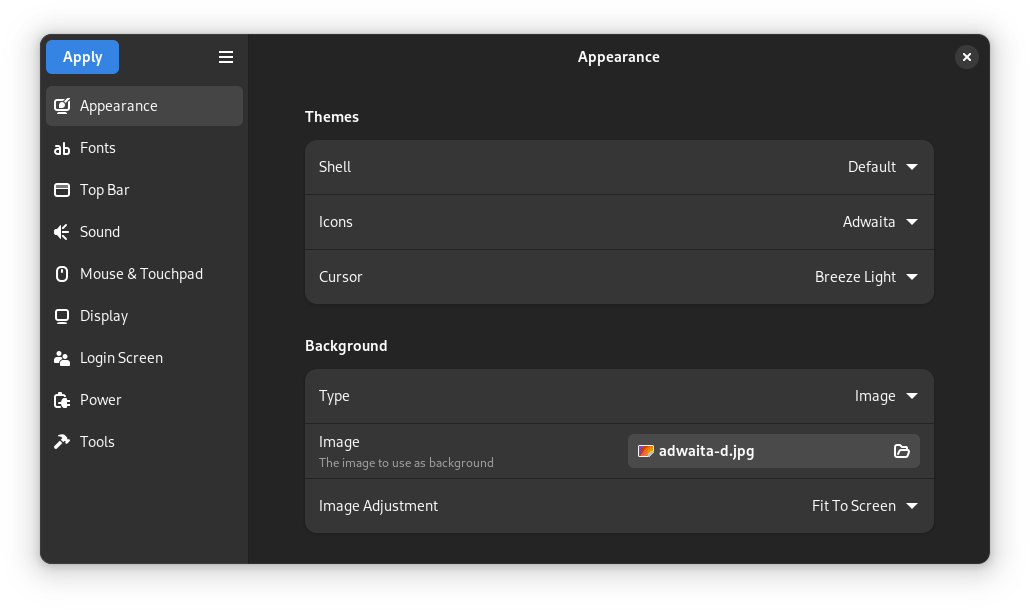 Apply
Appearance
Appearance
Fonts
Top Bar
Sound
Mouse & Touchpad
Display
Login Screen
Power
Tools
Themes
Shell Default
Icons Adwaita
Cursor Breeze Light
Background
Type Image
Image
The image to use as background
adwaita-d.jpg
Image Adjustment Fit To Screen